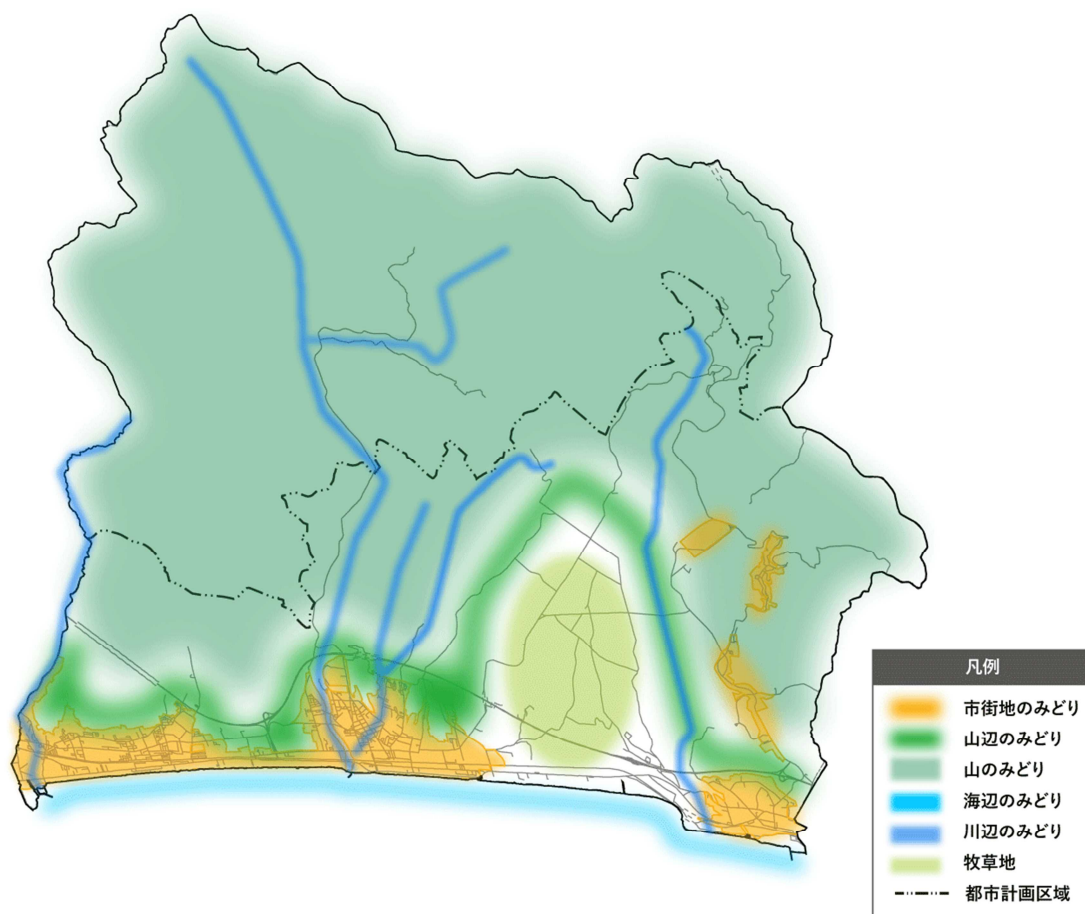 凡例
市街地のみどり
山辺のみどり
山のみどり
海辺のみどり
川辺のみどり
牧草地
都市計画区域